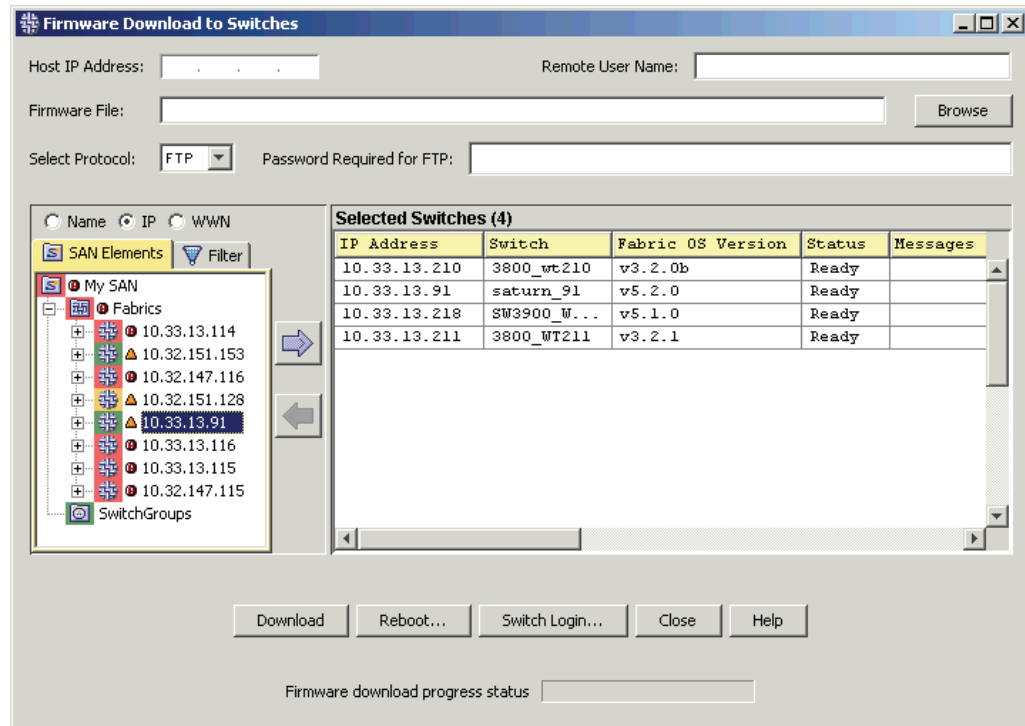 Firmware Download to Switches
Host IP Address: . . . Remote User Name:
Firmware File: Browse
Select Protocol: FTP Password Required for FTP:
Name IP WWN
SAN Elements Filter
My SAN
Fabrics
10.33.13.114
10.32.151.153
10.32.147.116
10.32.151.128
10.33.13.91
10.33.13.116
10.33.13.115
10.32.147.115
SwitchGroups
Selected Switches (4)
IP Address Switch Fabric OS Version Status Messages
10.33.13.210 3800_wt210 v3.2.0b Ready
10.33.13.91 saturn_91 v5.2.0 Ready
10.33.13.218 SW3900_W... v5.1.0 Ready
10.33.13.211 3800_WT211 v3.2.1 Ready
Download Reboot... Switch Login... Close Help
Firmware download progress status